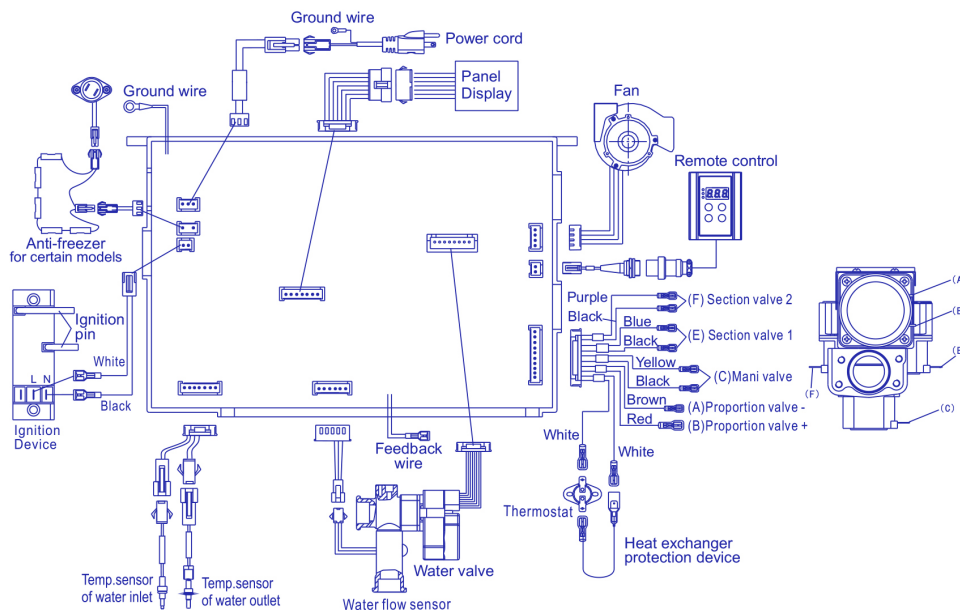 Ground wire
Power cord
Panel
Display
Ground wire
Fan
Remote control
8.8.8.
Anti-freezer
for certain models
Purple
(F) Section valve 2
Black
Blue
(E) Section valve 1
Black
Yellow
(C) Mani valve
Black
Brown
(A)Proportion valve -
Red
(B)Proportion valve +
Ignition
pin
White
L N
Black
Ignition
Device
White
White
Feedback
wire
Thermostat
Heat exchanger
protection device
Water valve
Temp.sensor
of water inlet
Temp.sensor
of water outlet
Water flow sensor
(F)
(C)